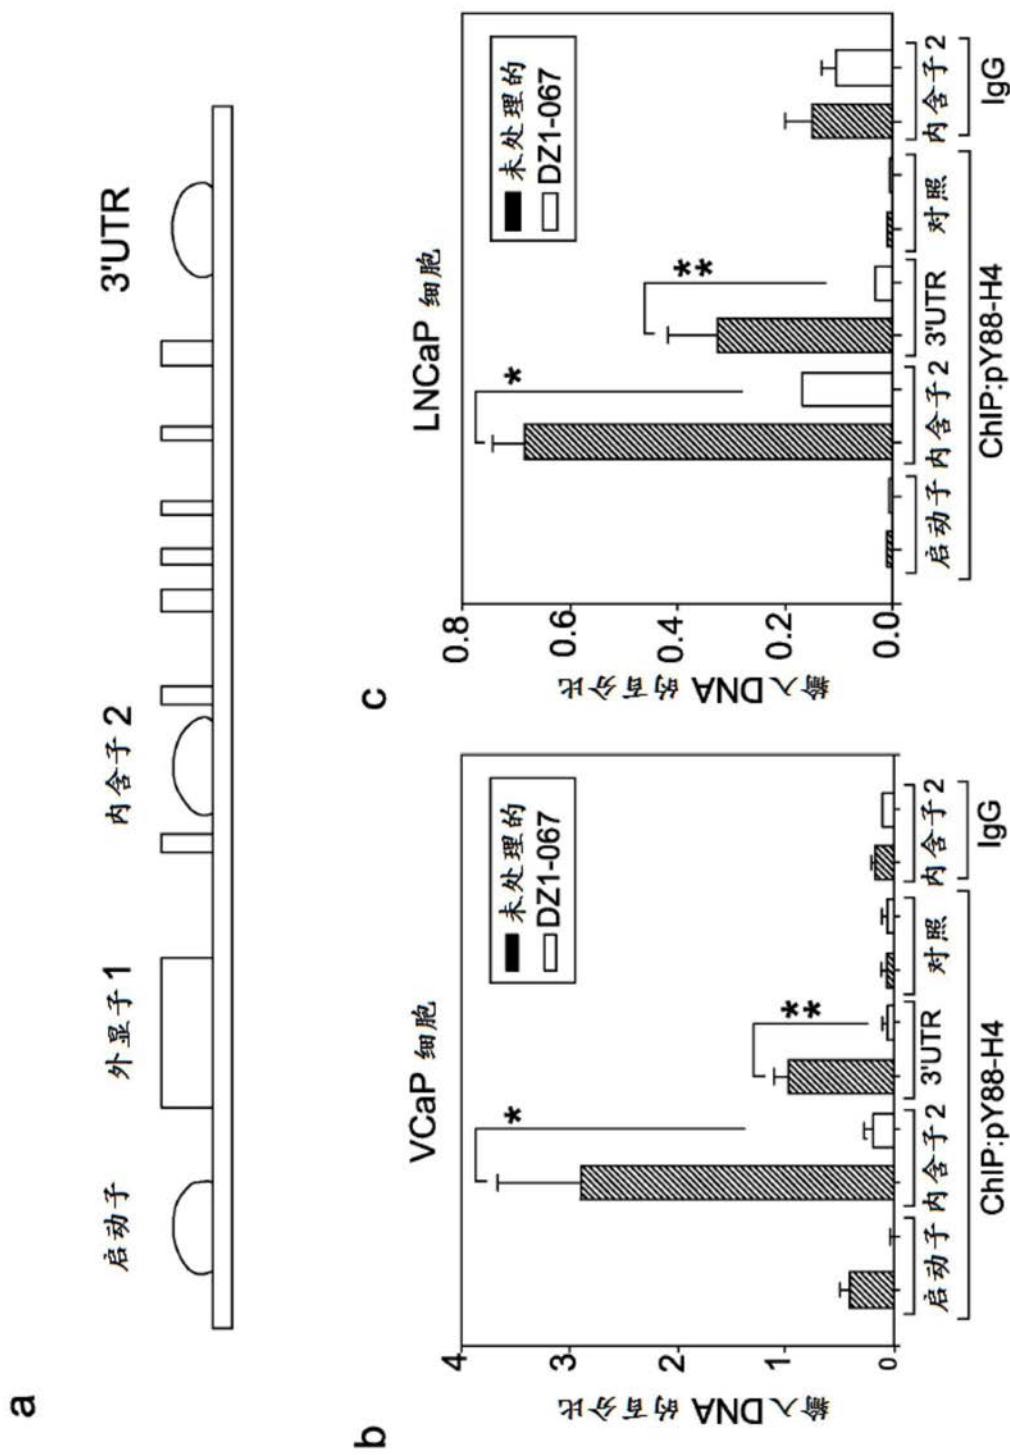 a
启动子
外显子1
内含子2
3'UTR
b
VCaP 细胞
输入DNA的百分比
4
3
2
1
0
未处理的
DZ1-067
*
**
启动子
内含子2
3'UTR
对照
内含子2
ChIP:pY88-H4
IgG
c
LNCaP 细胞
输入DNA的百分比
0.8
0.6
0.4
0.2
0.0
未处理的
DZ1-067
*
**
启动子
内含子2
3'UTR
对照
内含子2
ChIP:pY88-H4
IgG